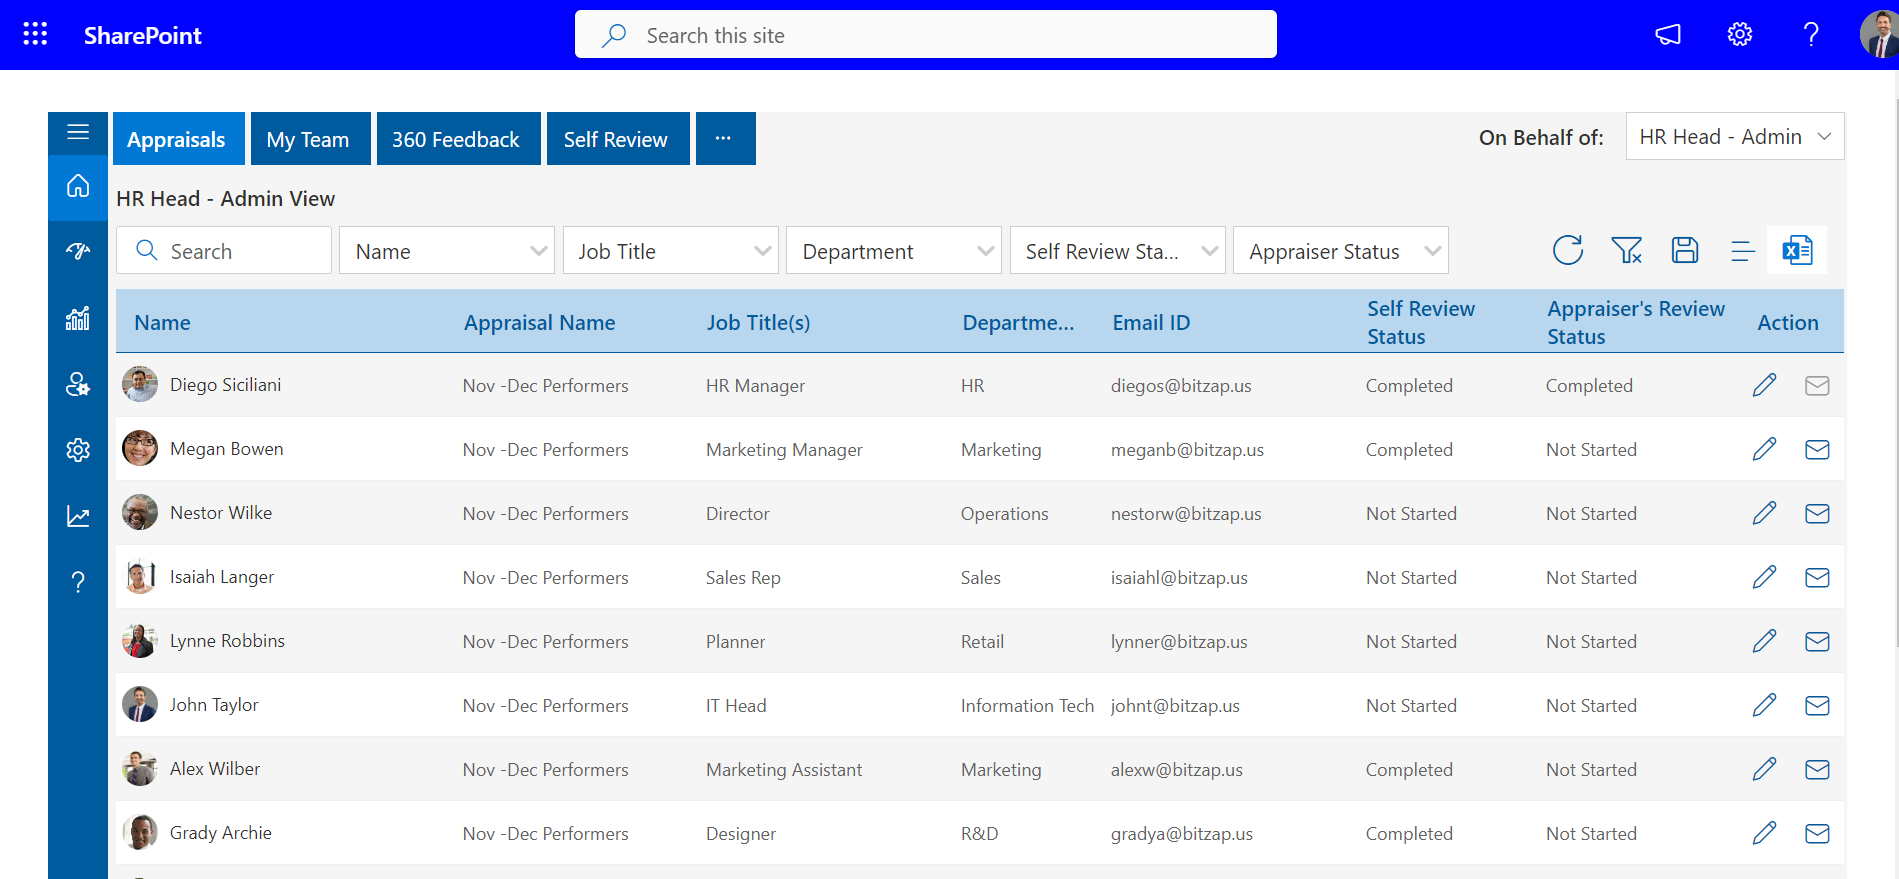 SharePoint
Search this site
Appraisals My Team 360 Feedback Self Review ... On Behalf of: HR Head - Admin
HR Head - Admin View
Search Name Job Title Department Self Review Sta... Appraiser Status
Name Appraisal Name Job Title(s) Departme... Email ID Self Review Status Appraiser's Review Status Action
Diego Siciliani Nov -Dec Performers HR Manager HR diegos@bitzap.us Completed Completed
Megan Bowen Nov -Dec Performers Marketing Manager Marketing meganb@bitzap.us Completed Not Started
Nestor Wilke Nov -Dec Performers Director Operations nestorw@bitzap.us Not Started Not Started
Isaiah Langer Nov -Dec Performers Sales Rep Sales isaiahl@bitzap.us Not Started Not Started
Lynne Robbins Nov -Dec Performers Planner Retail lynner@bitzap.us Not Started Not Started
John Taylor Nov -Dec Performers IT Head Information Tech johnt@bitzap.us Not Started Not Started
Alex Wilber Nov -Dec Performers Marketing Assistant Marketing alexw@bitzap.us Completed Not Started
Grady Archie Nov -Dec Performers Designer R&D gradya@bitzap.us Completed Not Started